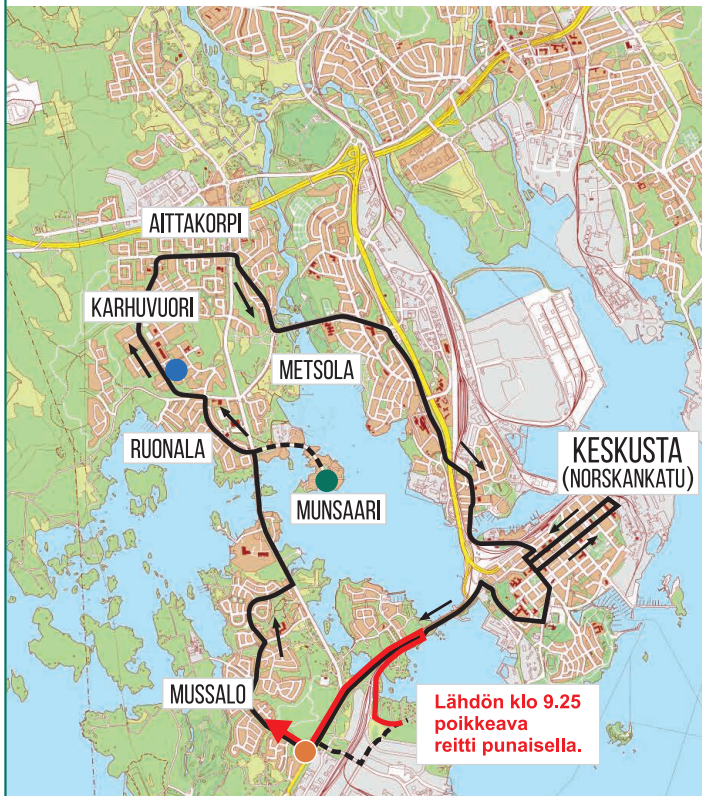 AITTAKORPI
KARHUVUORI
METSOLA
RUONALA
KESKUSTA
(NORSKANKATU)
MUNSAARI
MUSSALO
Lähdön klo 9.25
poikkeava
reitti punaisella.